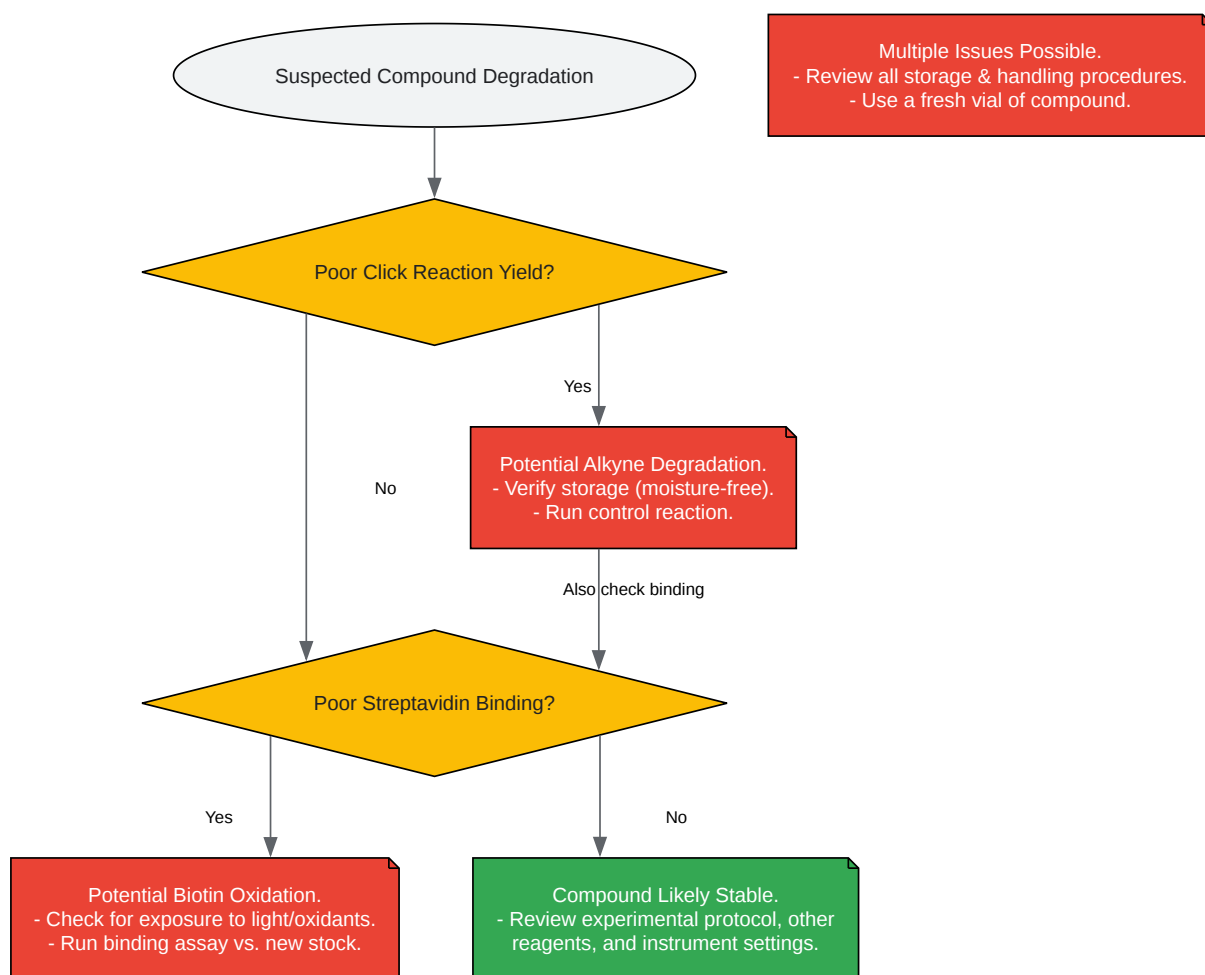 Suspected Compound Degradation
Multiple Issues Possible.
- Review all storage & handling procedures.
- Use a fresh vial of compound.
Poor Click Reaction Yield?
Yes
No
Potential Alkyne Degradation.
- Verify storage (moisture-free).
- Run control reaction.
Also check binding
Poor Streptavidin Binding?
Yes
No
Potential Biotin Oxidation.
- Check for exposure to light/oxidants.
- Run binding assay vs. new stock.
Compound Likely Stable.
- Review experimental protocol, other
reagents, and instrument settings.